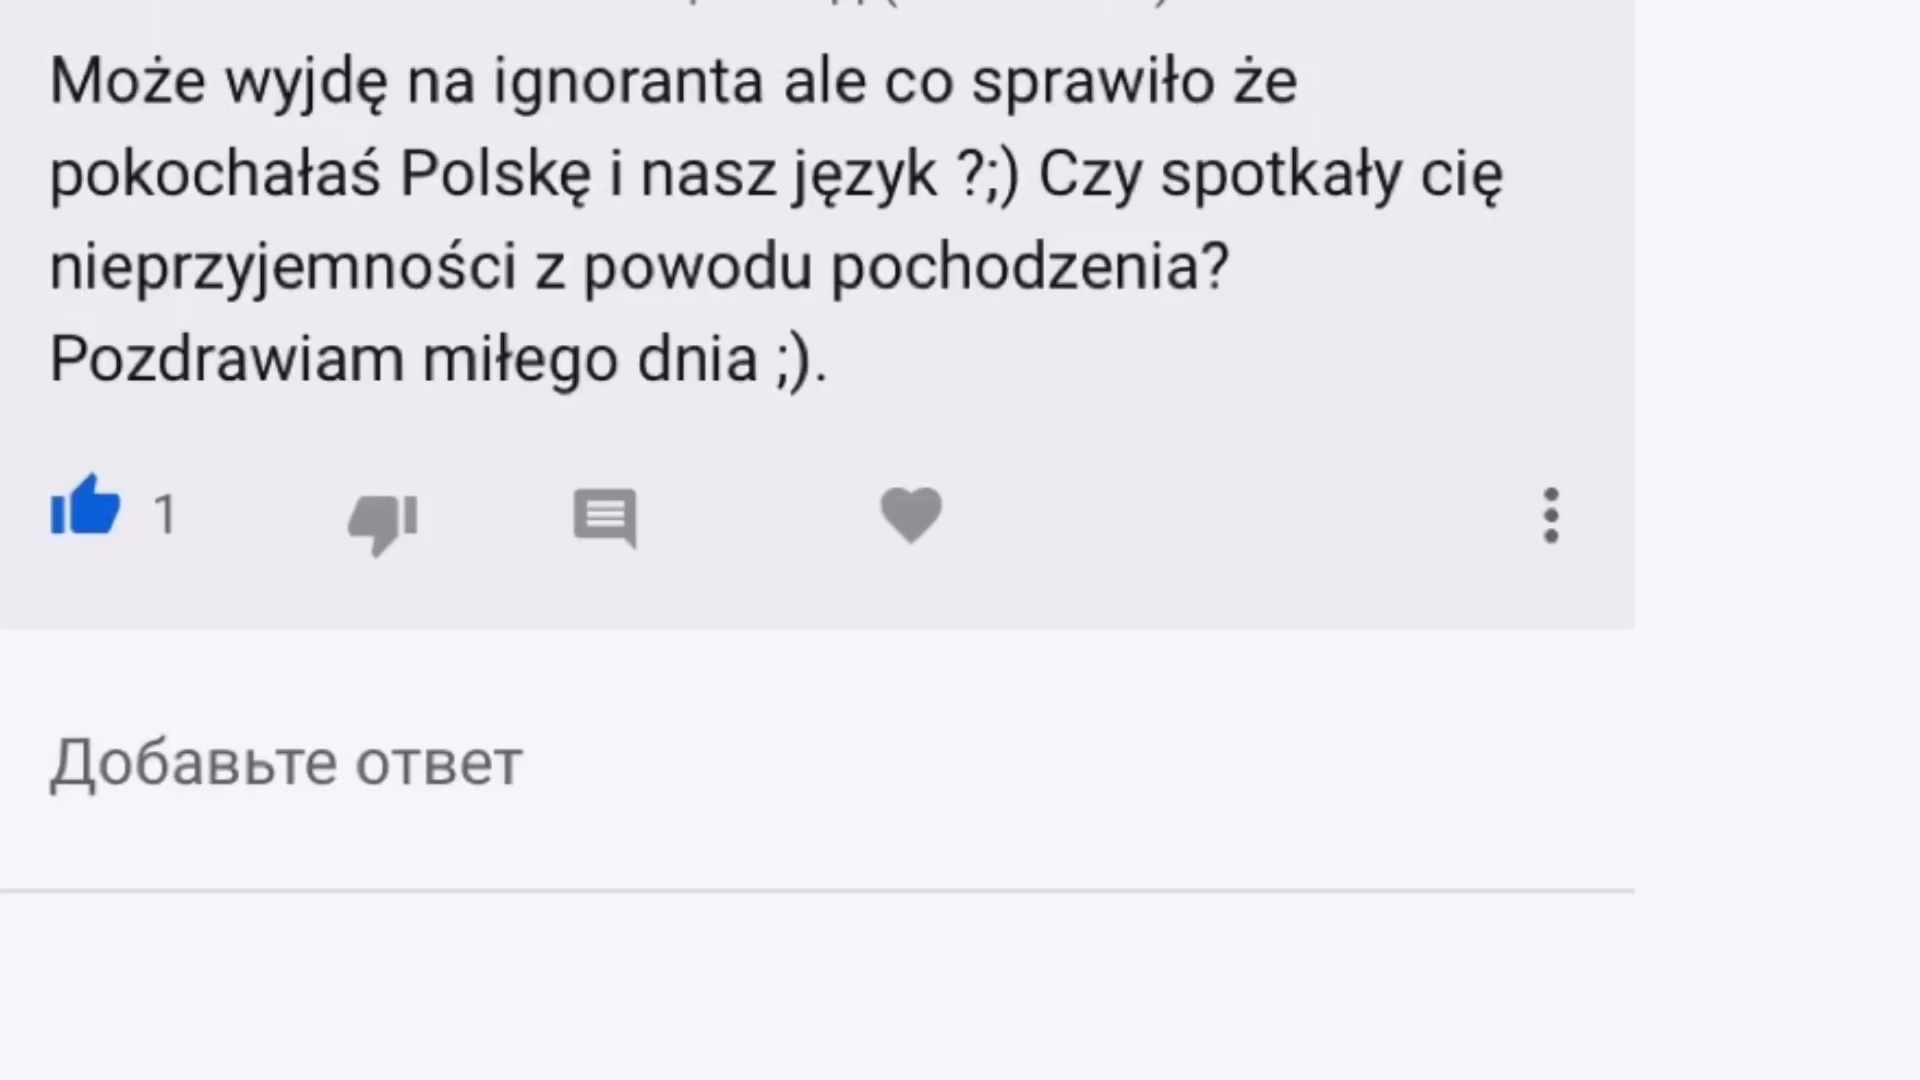 Może wyjdę na ignoranta ale co sprawiło że
pokochałaś Polskę i nasz język ?;) Czy spotkały cię
nieprzyjemności z powodu pochodzenia?
Pozdrawiam miłego dnia ;).
1
Добавьте ответ